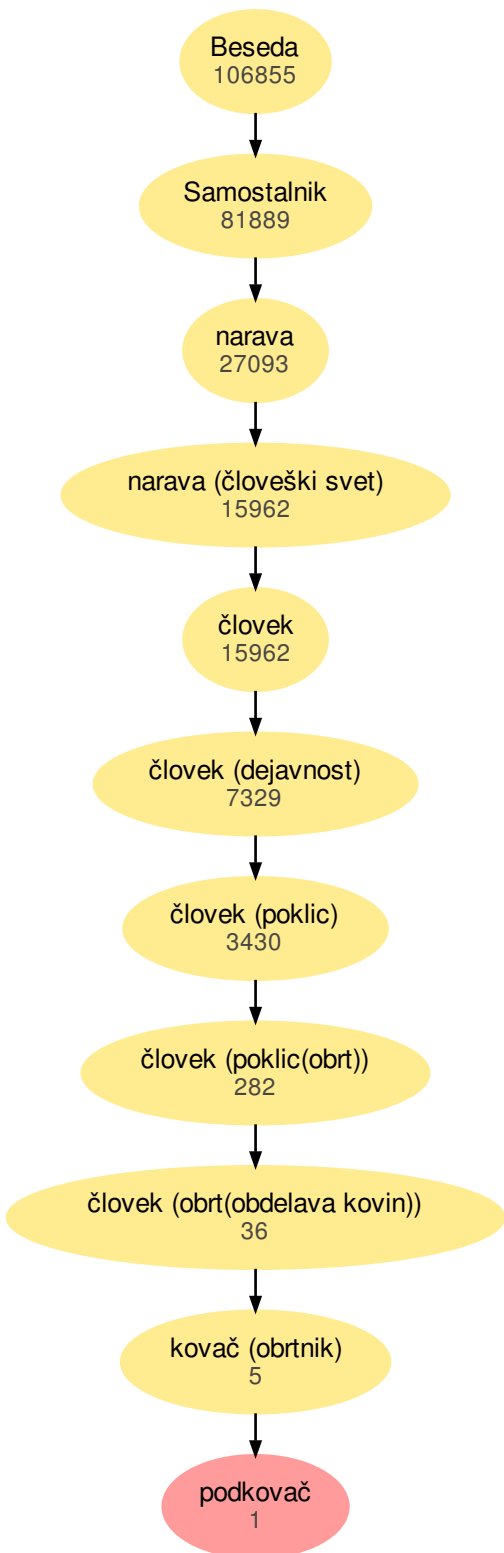 Beseda
106855
Samostalnik
81889
narava
27093
narava (človeški svet)
15962
človek
15962
človek (dejavnost)
7329
človek (poklic)
3430
človek (poklic(obrt))
282
človek (obrt(obdelava kovin))
36
kovač (obrtnik)
5
podkovač
1